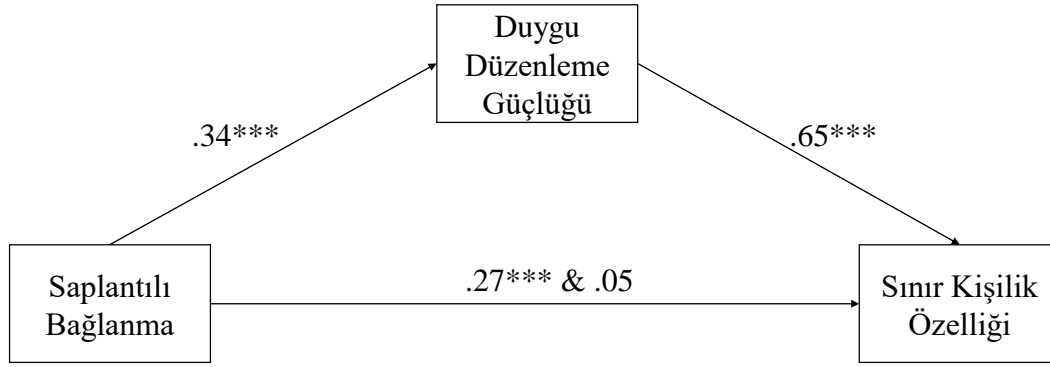 Duygu
Düzenleme
Güçlüğü
.34***
.65***
Saplantılı
Bağlanma
.27*** & .05
Sınır Kişilik
Özelliği